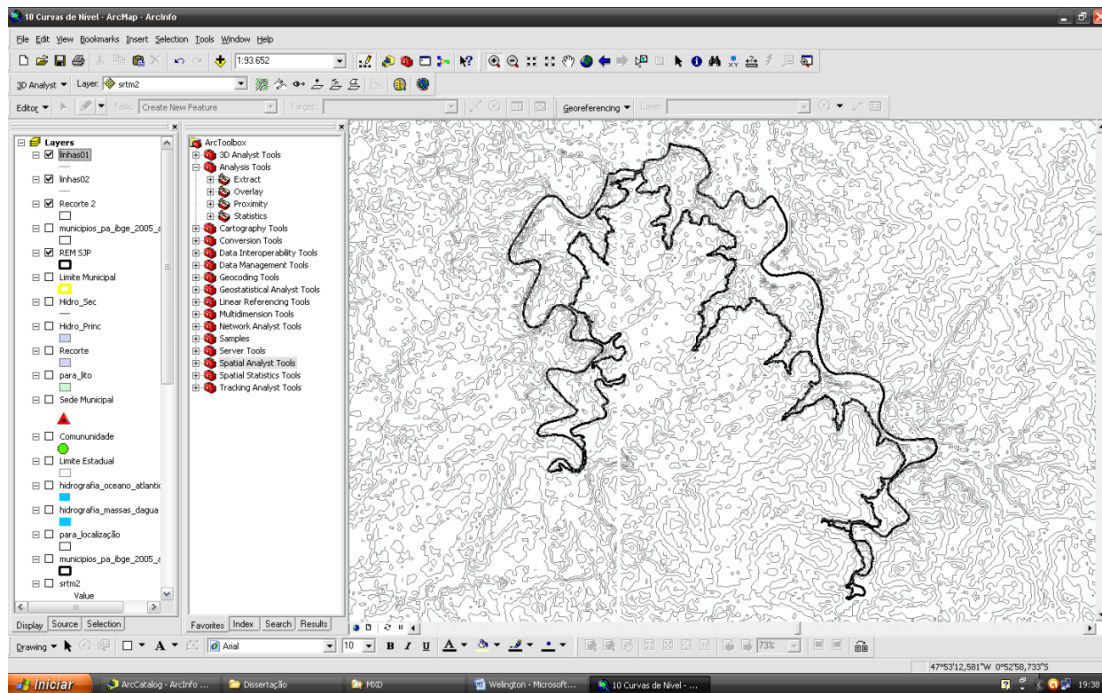 10 Curvas de Nível - ArcMap - ArcInfo
File Edit View Bookmarks Insert Selection Tools Window Help
1:93.652
3D Analyst Layer: srtm2
Editor Task: Create New Feature Target: Georeferencing Layer:
Layers
linhas01
linhas02
Recorte 2
municipios_pa_ibge_2005_a
REM SJP
Limite Municipal
Hidro_Sec
Hidro_Princ
Recorte
para_lito
Sede Municipal
Comununidade
Limite Estadual
hidrografia_oceano_atlantic
hidrografia_massas_dagua
para_localização
municipios_pa_ibge_2005_a
srtm2
Value
Display Source Selection
ArcToolbox
3D Analyst Tools
Analysis Tools
Extract
Overlay
Proximity
Statistics
Cartography Tools
Conversion Tools
Data Interoperability Tools
Data Management Tools
Geocoding Tools
Geostatistical Analyst Tools
Linear Referencing Tools
Multidimension Tools
Network Analyst Tools
Samples
Server Tools
Spatial Analyst Tools
Spatial Statistics Tools
Tracking Analyst Tools
Favorites Index Search Results
Drawing A Arial 10 B I U A 73%
47°53'12,581"W 0°52'58,733"S
Iniciar ArcCatalog - ArcInfo ... Dissertação MXD Welington - Microsoft... 10 Curvas de Nível - ... 19:38